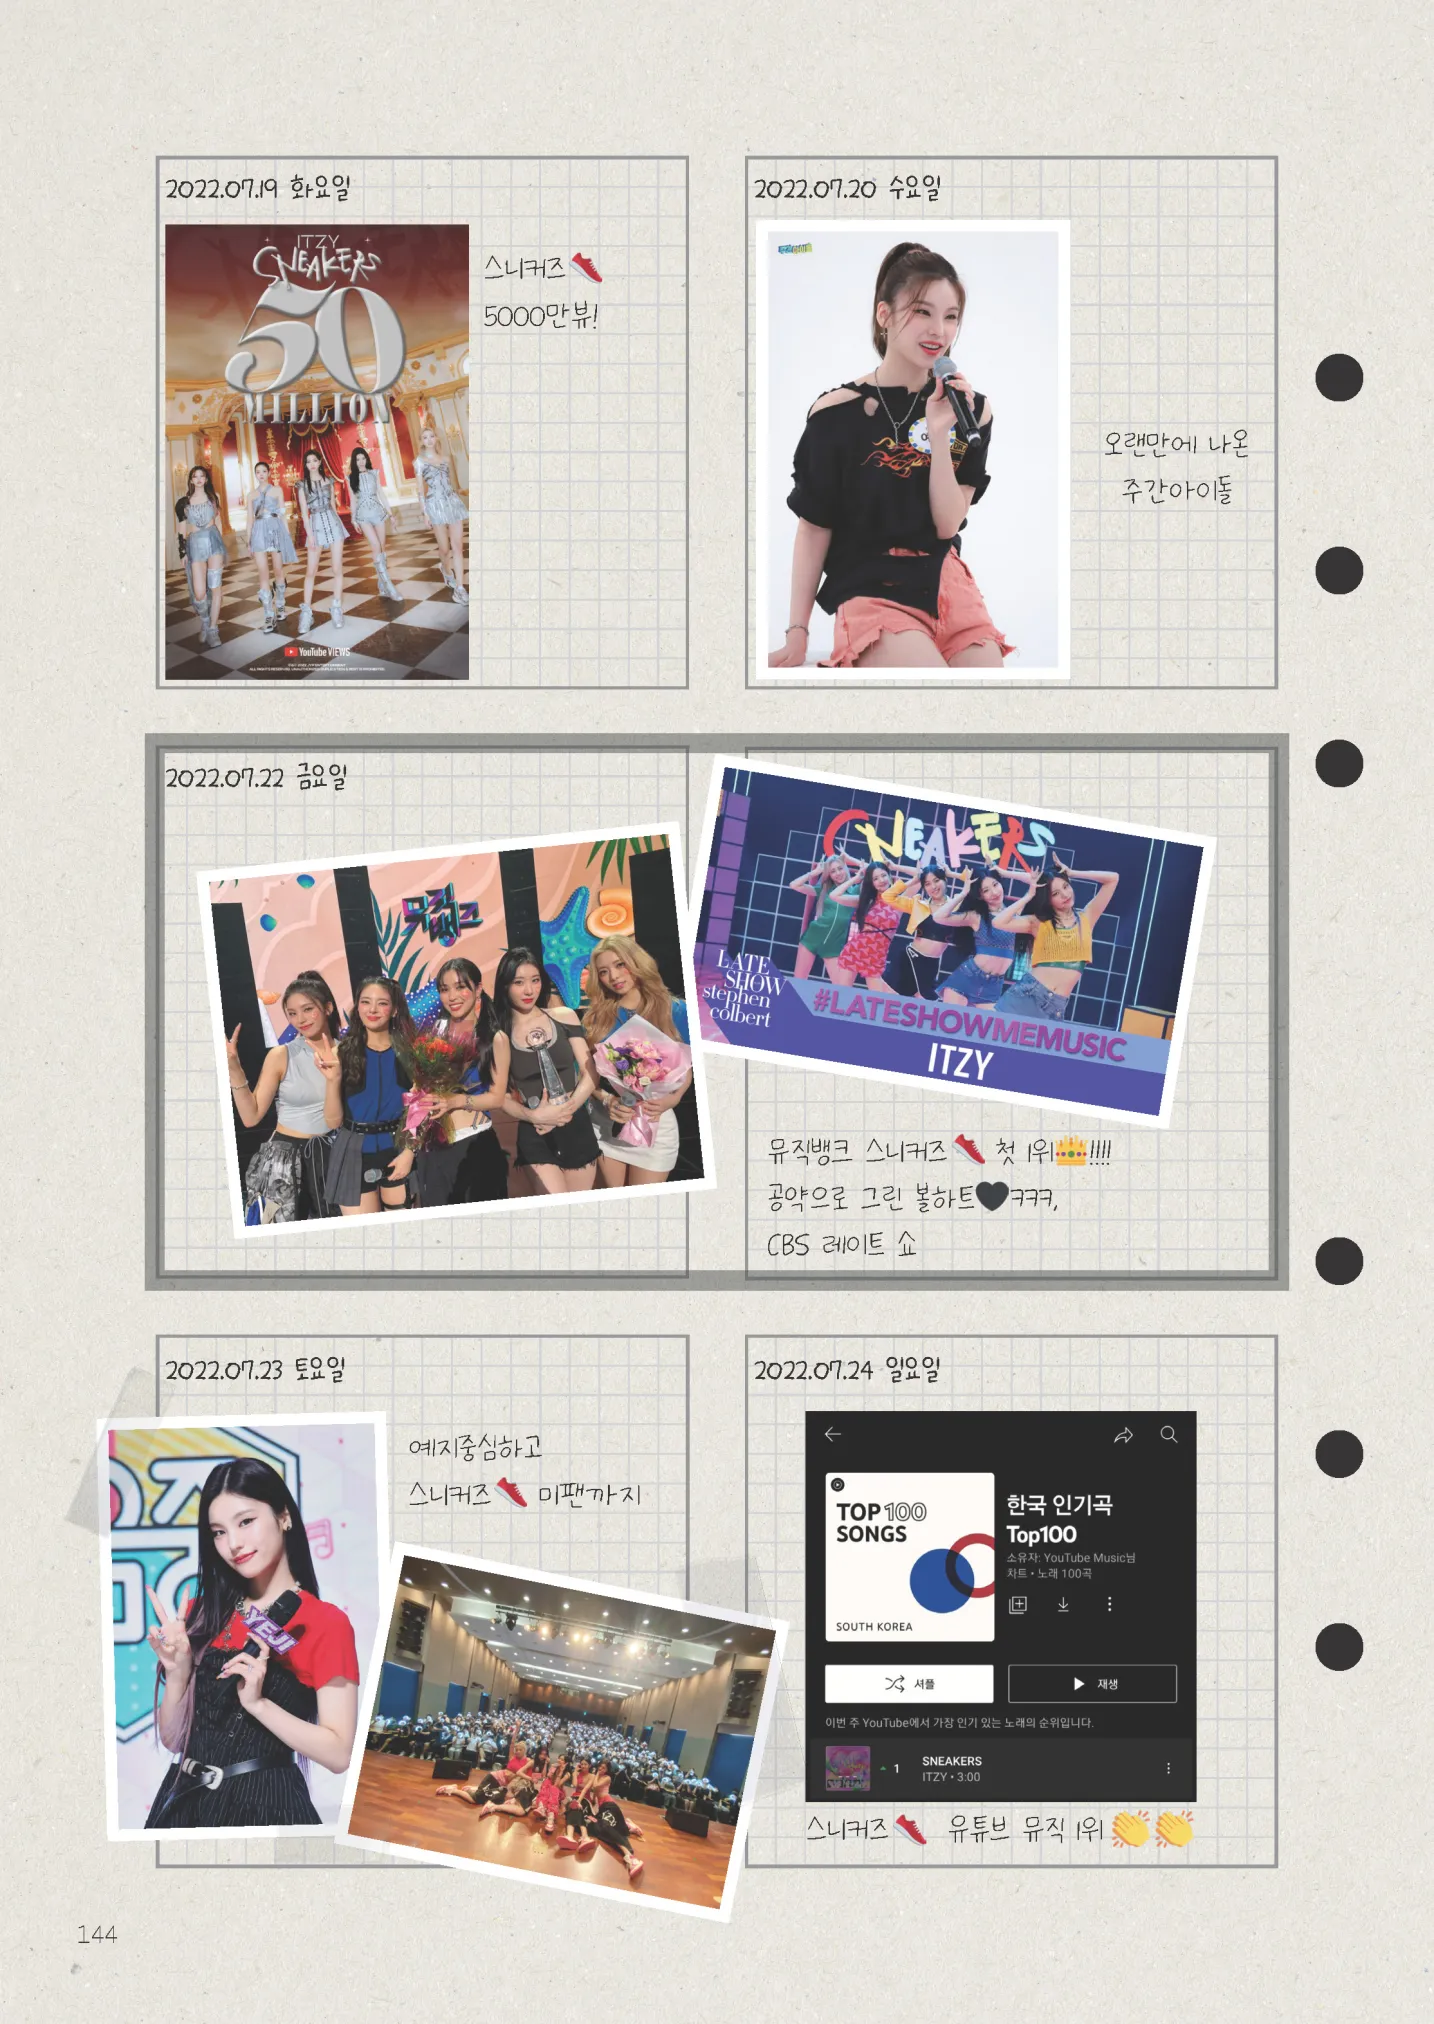 2022.07.19 화요일
ITZY
SNEAKERS
50
MILLION
YouTube VIEWS
스니커즈👟
5000만뷰!
2022.07.20 수요일
주간아이돌
오랜만에 나온
주간아이돌
2022.07.22 금요일
뮤직뱅크
SNEAKERS
LATE
SHOW
stephen
colbert
#LATESHOWMEMUSIC
ITZY
뮤직뱅크 스니커즈👟 첫 1위👑!!!!
공약으로 그린 볼하트🖤ㅋㅋㅋ,
CBS 레이트 쇼
2022.07.23 토요일
예지중심하고
스니커즈👟 미팬까지
YEJI
2022.07.24 일요일
TOP100
SONGS
SOUTH KOREA
한국 인기곡
Top100
소유자: YouTube Music님
차트 • 노래 100곡
셔플
재생
이번 주 YouTube에서 가장 인기 있는 노래의 순위입니다.
1
SNEAKERS
ITZY • 3:00
스니커즈👟 유튜브 뮤직 1위👏👏
144